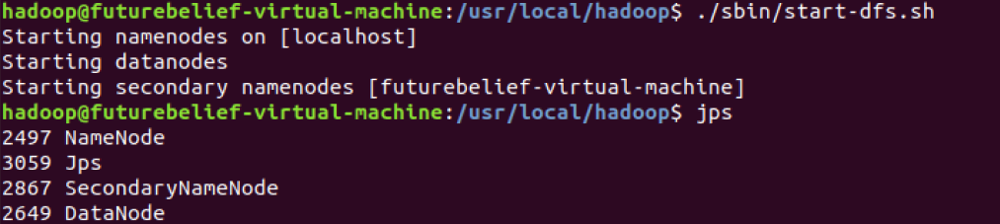 hadoop@futurebelief-virtual-machine:/usr/local/hadoop$ ./sbin/start-dfs.sh
Starting namenodes on [localhost]
Starting datanodes
Starting secondary namenodes [futurebelief-virtual-machine]
hadoop@futurebelief-virtual-machine:/usr/local/hadoop$ jps
2497 NameNode
3059 Jps
2867 SecondaryNameNode
2649 DataNode